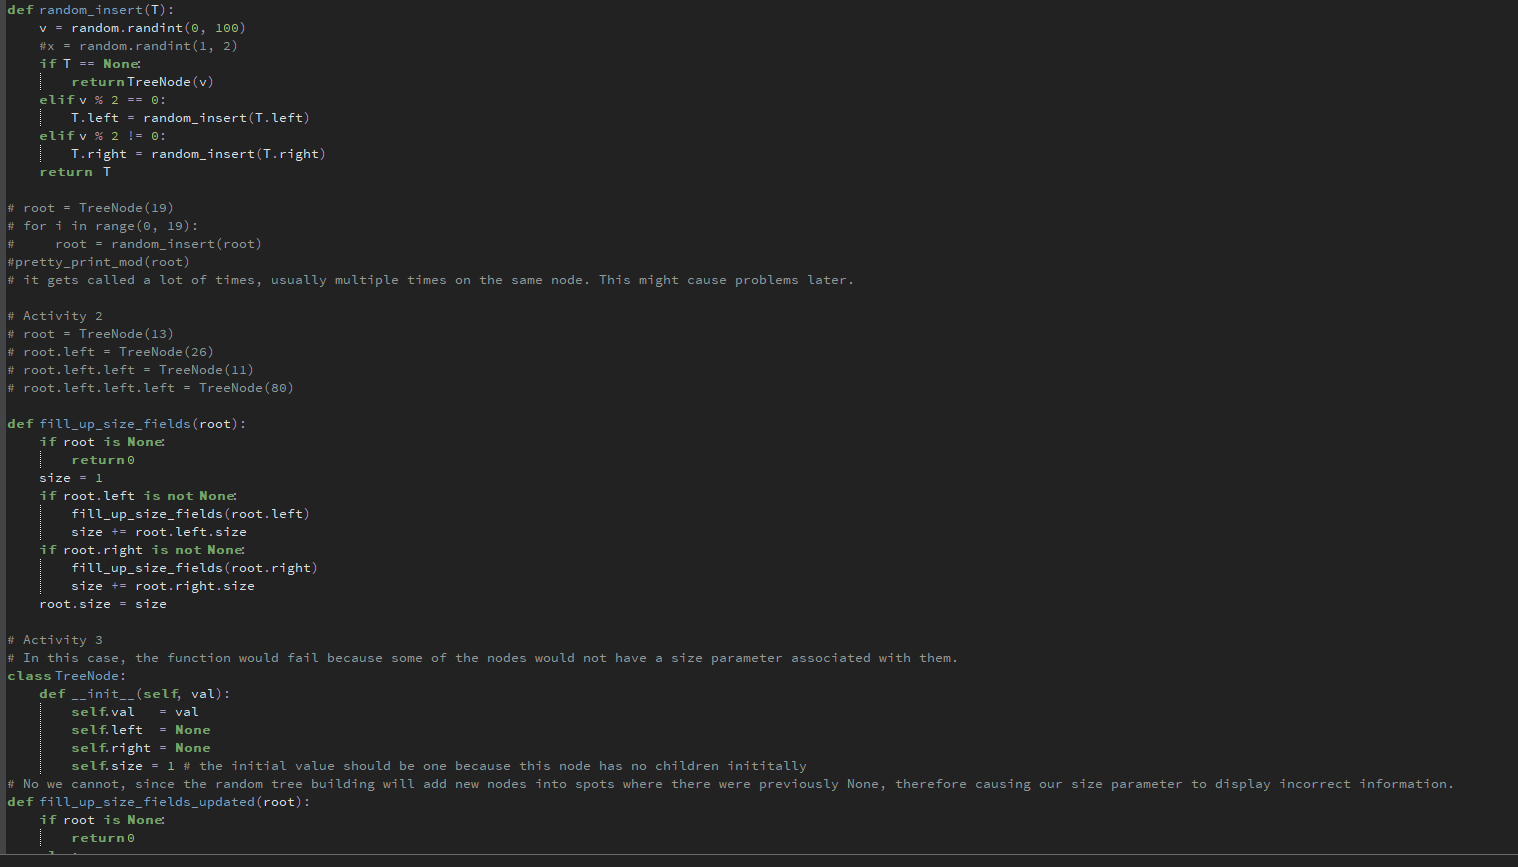 def random_insert(T):
    v = random.randint(0, 100)
    #x = random.randint(1, 2)
    if T == None:
        return TreeNode(v)
    elif v % 2 == 0:
        T.left = random_insert(T.left)
    elif v % 2 != 0:
        T.right = random_insert(T.right)
    return T
# root = TreeNode(19)
# for i in range(0, 19):
#     root = random_insert(root)
#pretty_print_mod(root)
# it gets called a lot of times, usually multiple times on the same node. This might cause problems later.
# Activity 2
# root = TreeNode(13)
# root.left = TreeNode(26)
# root.left.left = TreeNode(11)
# root.left.left.left = TreeNode(80)
def fill_up_size_fields(root):
    if root is None:
        return 0
    size = 1
    if root.left is not None:
        fill_up_size_fields(root.left)
        size += root.left.size
    if root.right is not None:
        fill_up_size_fields(root.right)
        size += root.right.size
    root.size = size
# Activity 3
# In this case, the function would fail because some of the nodes would not have a size parameter associated with them.
class TreeNode:
    def __init__(self, val):
        self.val   = val
        self.left  = None
        self.right = None
        self.size = 1 # the initial value should be one because this node has no children inititally
# No we cannot, since the random tree building will add new nodes into spots where there were previously None, therefore causing our size parameter to display incorrect information.
def fill_up_size_fields_updated(root):
    if root is None:
        return 0